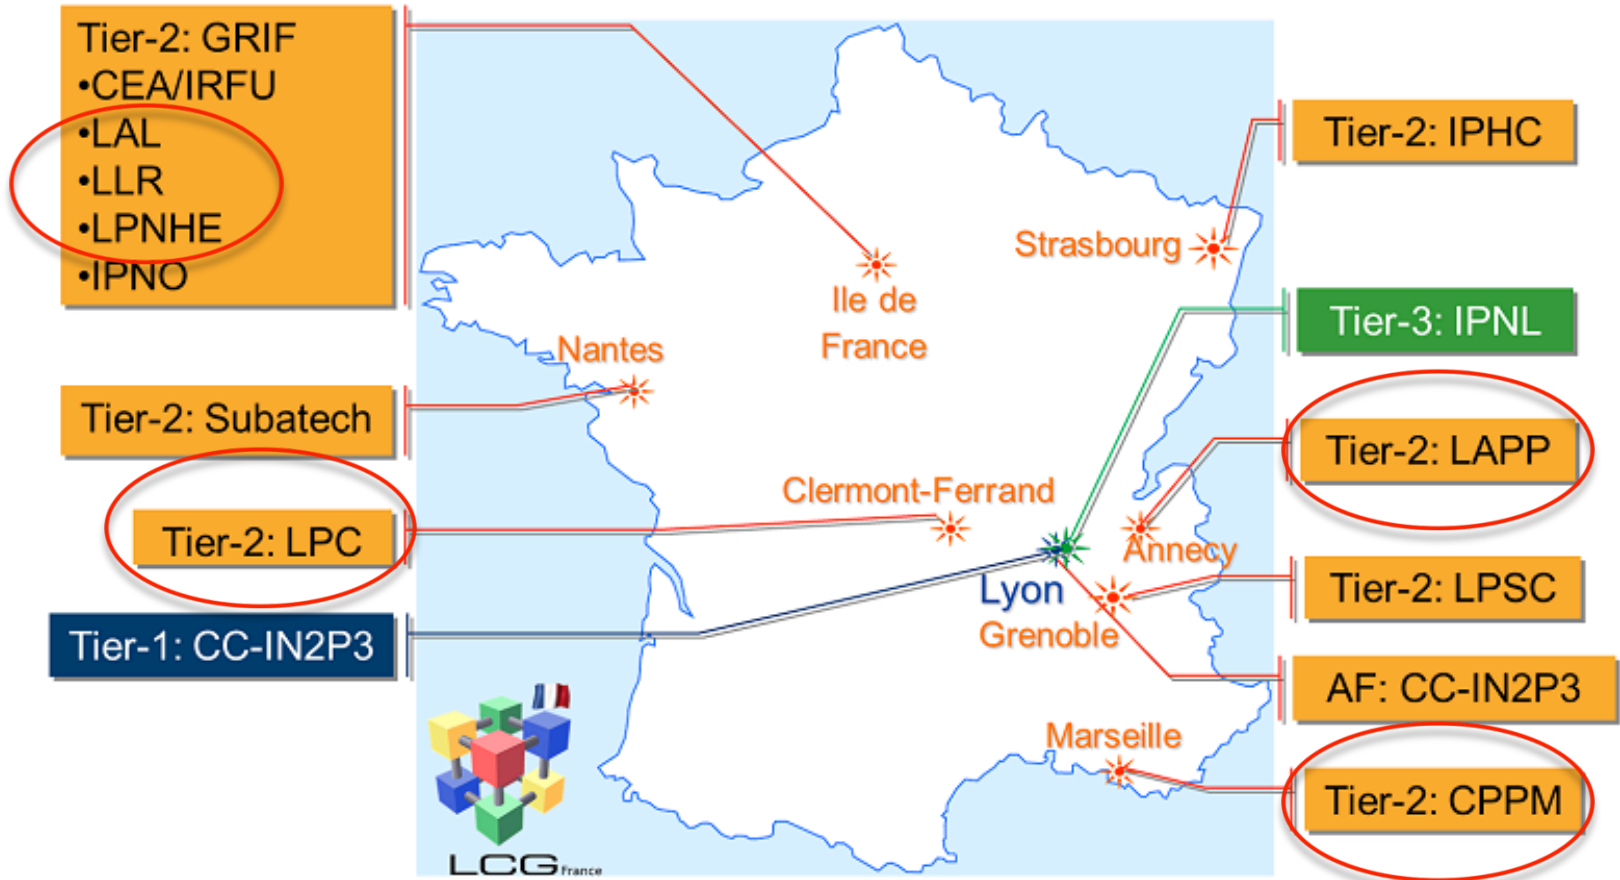 Tier-2: GRIF
•CEA/IRFU
•LAL
•LLR
•LPNHE
•IPNO
Tier-2: Subatech
Tier-2: LPC
Tier-1: CC-IN2P3
Strasbourg
Ile de
France
Nantes
Clermont-Ferrand
Annecy
Lyon
Grenoble
Marseille
LCG France
Tier-2: IPHC
Tier-3: IPNL
Tier-2: LAPP
Tier-2: LPSC
AF: CC-IN2P3
Tier-2: CPPM